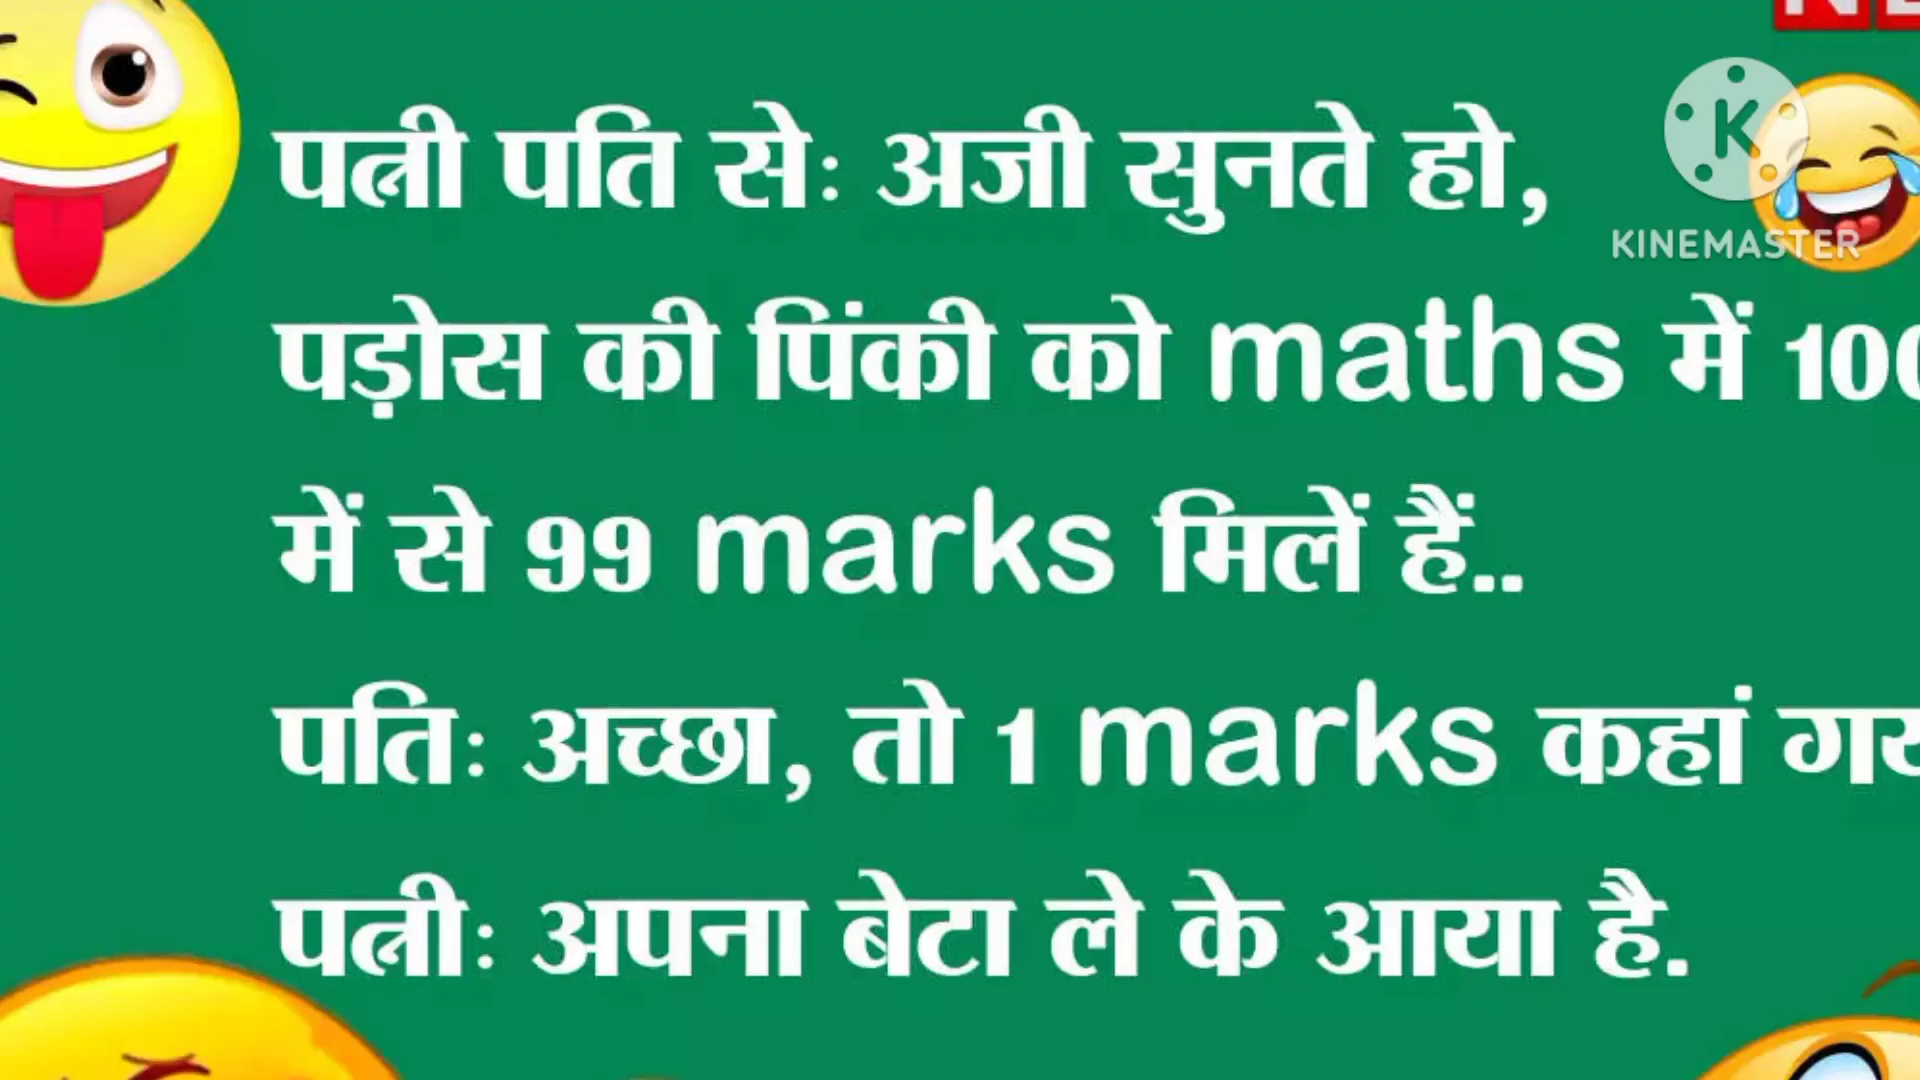 पत्नी पति से: अजी सुनते हो,
KINEMASTER
पड़ोस की पिंकी को maths में
में से 99 marks मिलें हैं..
पति: अच्छा, तो 1 marks कहां
पत्नी: अपना बेटा ले के आया है.